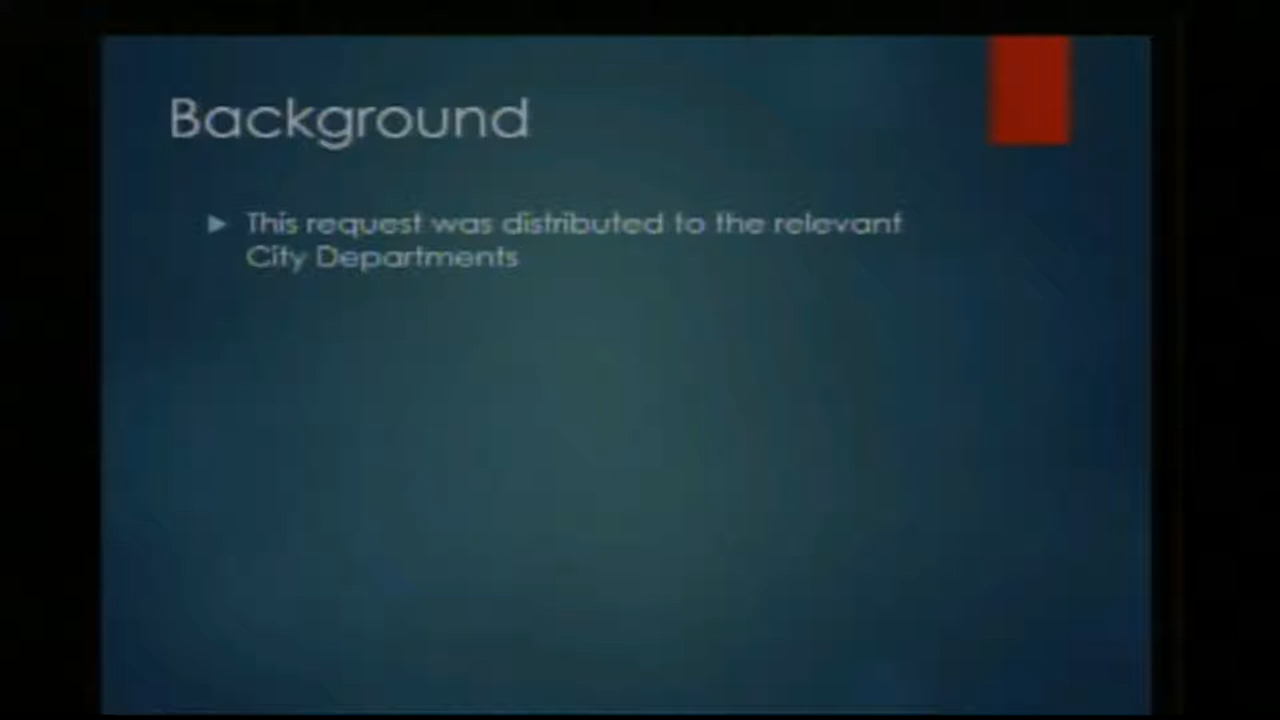 Background
This request was distributed to the relevant
City Departments